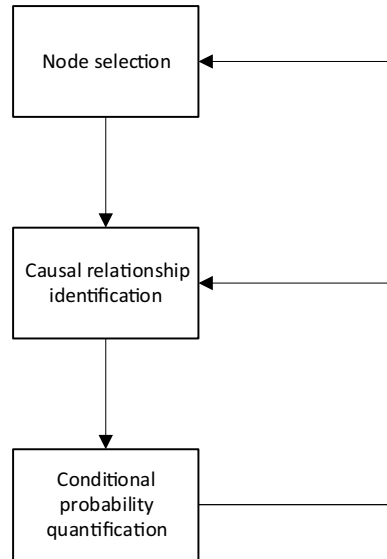 Node selection
Causal relationship
identification
Conditional
probability
quantification